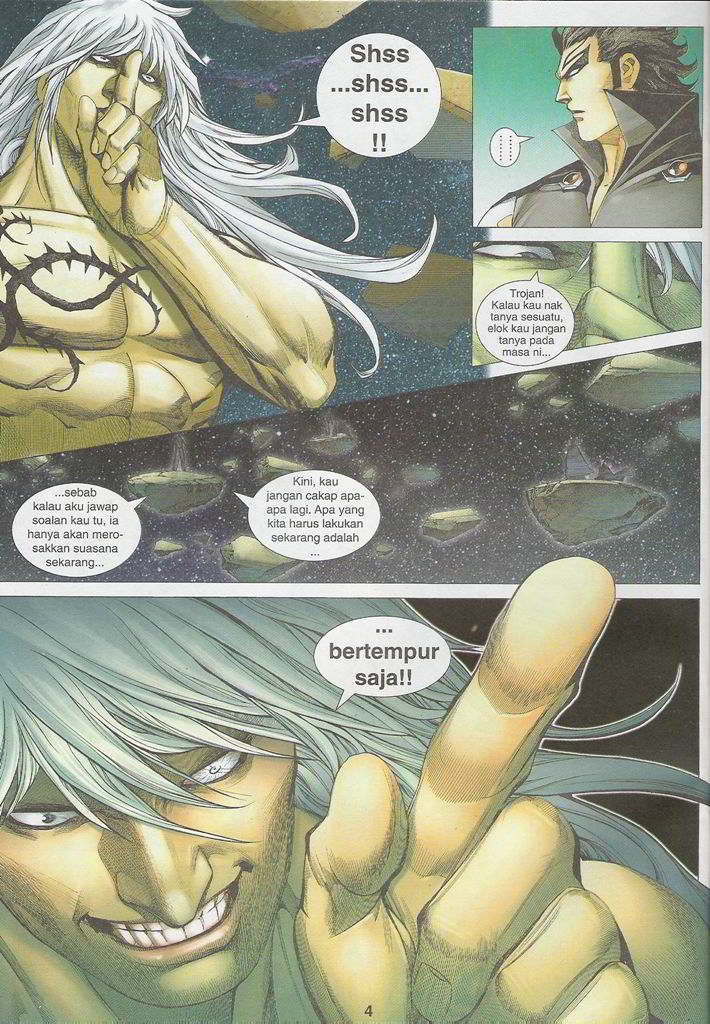 Shss
...shss...
shss
!!
......
Trojan!
Kalau kau nak
tanya sesuatu,
elok kau jangan
tanya pada
masa ni...
...sebab
kalau aku jawap
soalan kau tu, ia
hanya akan mero-
sakkan suasana
sekarang...
Kini, kau
jangan cakap apa-
apa lagi. Apa yang
kita harus lakukan
sekarang adalah
...
...
bertempur
saja!!
4